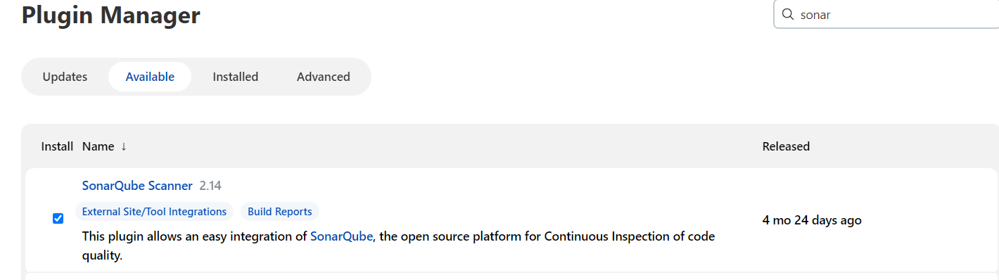 Plugin Manager
sonar
Updates Available Installed Advanced
Install Name ↓ Released
SonarQube Scanner 2.14
External Site/Tool Integrations Build Reports
This plugin allows an easy integration of SonarQube, the open source platform for Continuous Inspection of code
quality.
4 mo 24 days ago